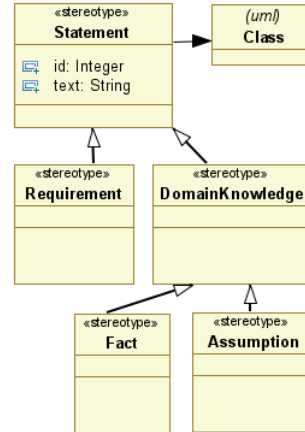 «stereotype»
Statement
id: Integer
text: String
(uml)
Class
«stereotype»
Requirement
«stereotype»
DomainKnowledge
«stereotype»
Fact
«stereotype»
Assumption